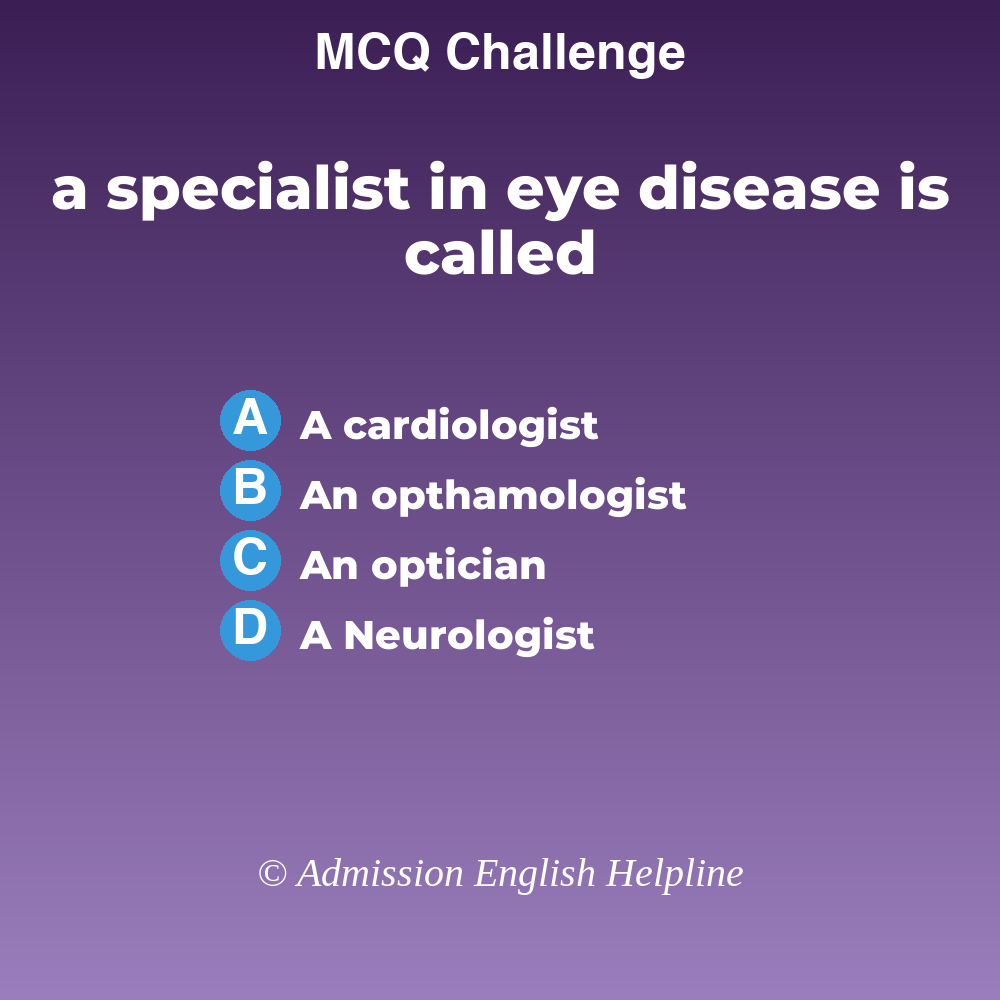 MCQ Challenge
a specialist in eye disease is
called
A A cardiologist
B An opthamologist
C An optician
D A Neurologist
© Admission English Helpline